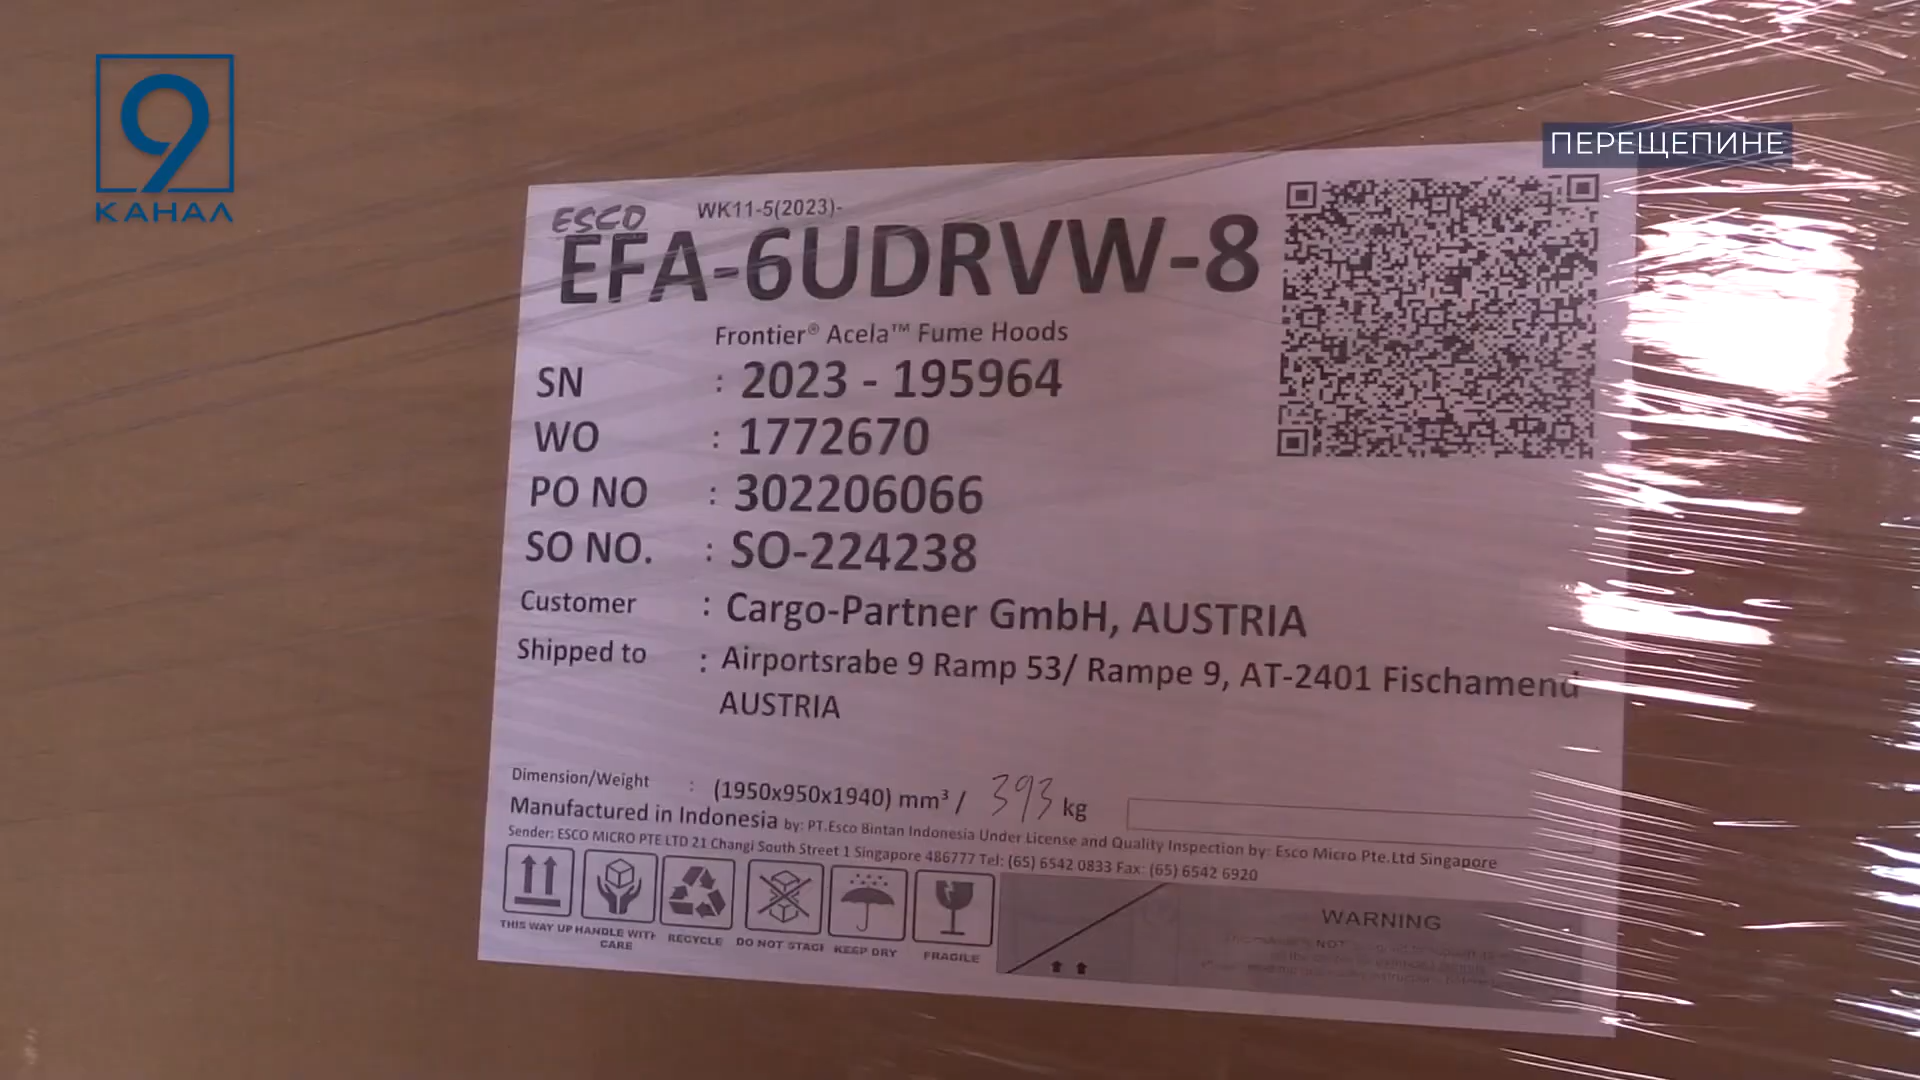 9
КАНАЛ
ПЕРЕЩЕПИНЕ
ESCO
WK11-5(2023)-
EFA-6UDRVW-8
Frontier® Acela™ Fume Hoods
SN : 2023 - 195964
WO : 1772670
PO NO : 302206066
SO NO. : SO-224238
Customer : Cargo-Partner GmbH, AUSTRIA
Shipped to : Airportsrabe 9 Ramp 53/ Rampe 9, AT-2401 Fischamend
AUSTRIA
Dimension/Weight : (1950x950x1940) mm³ / 393 kg
Manufactured in Indonesia by: PT.Esco Bintan Indonesia Under License and Quality Inspection by: Esco Micro Pte.Ltd Singapore
Sender: ESCO MICRO PTE LTD 21 Changi South Street 1 Singapore 486777 Tel: (65) 6542 0833 Fax: (65) 6542 6920
THIS WAY UP
HANDLE WITH
CARE
RECYCLE
DO NOT STACK
KEEP DRY
FRAGILE
WARNING